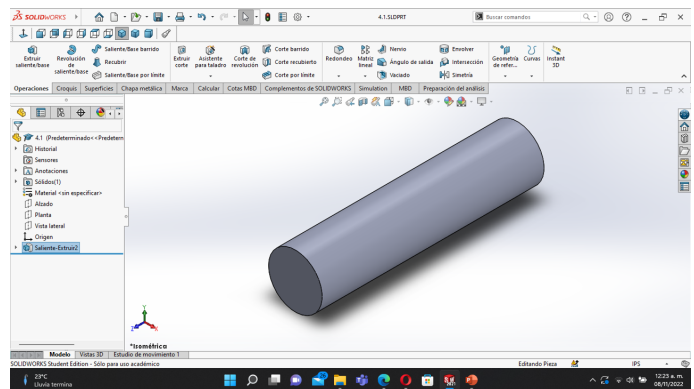 SOLIDWORKS
4.1.SLDPRT
Buscar comandos
Extruir saliente/base
Revolución de saliente/base
Saliente/Base barrido
Recubrir
Saliente/Base por límite
Extruir corte
Asistente para taladro
Corte de revolución
Corte barrido
Corte recubierto
Corte por límite
Redondeo
Matriz lineal
Nervio
Ángulo de salida
Vaciado
Envolver
Intersección
Simetría
Geometría de refer...
Curvas
Instant 3D
Operaciones
Croquis
Superficies
Chapa metálica
Marca
Calcular
Cotas MBD
Complementos de SOLIDWORKS
Simulation
MBD
Preparación del análisis
4.1 (Predeterminado<<Predetern
Historial
Sensores
Anotaciones
Sólidos(1)
Material <sin especificar>
Alzado
Planta
Vista lateral
Origen
Saliente-Extruir2
Y
Z
X
*Isométrica
Modelo
Vistas 3D
Estudio de movimiento 1
SOLIDWORKS Student Edition - Sólo para uso académico
Editando Pieza
IPS
23°C
Lluvia termina
12:23 a. m.
08/11/2022